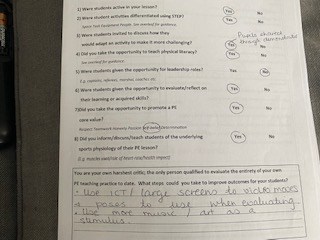 1) Were students active in your lesson? Yes No
2) Were student activities differentiated using STEP? Yes No
Space Task Equipment People. See overleaf for guidance.
3) Were students invited to discuss how they
would adapt an activity to make it more challenging? Yes No
Pupils showed through demonstration
4) Did you take the opportunity to teach physical literacy? Yes No
See overleaf for guidance.
5) Were students given the opportunity for leadership roles? Yes No
E.g. captains, referees, marshal, coaches etc.
6) Were students given the opportunity to evaluate/reflect on Yes No
their learning or acquired skills?
7) Did you take the opportunity to promote a PE Yes No
core value?
Respect Teamwork Honesty Passion Self-belief Determination
8) Did you inform/discuss/teach students of the underlying Yes No
sports physiology of their PE lesson?
E.g. muscles used/risk of heart rate/health impact)
You are your own harshest critic; the only person qualified to evaluate the entirety of your own
PE teaching practice to date. What steps could you take to improve outcomes for your students?
• Use ICT / large screens to video moves
+ poses to use when evaluating
• Use more music / art as a
stimulus.